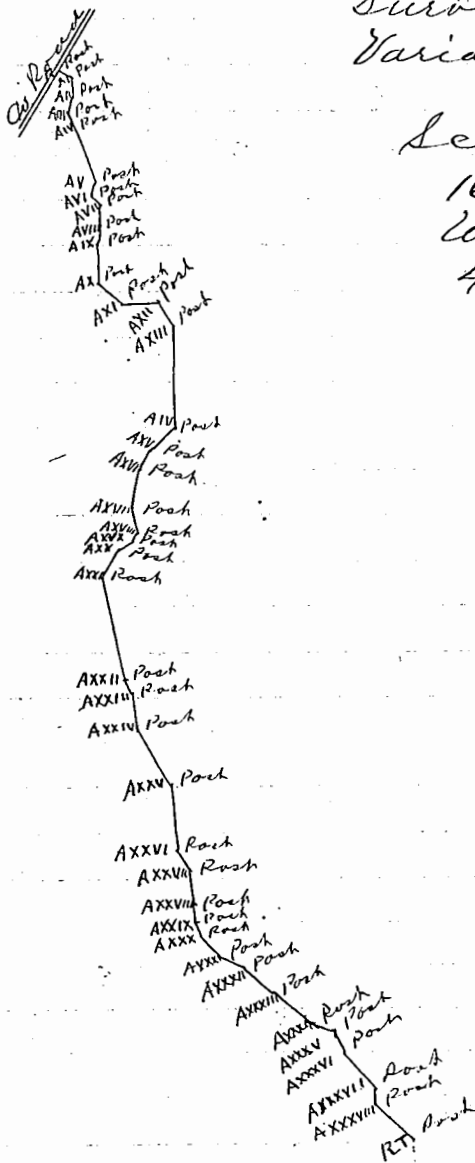 Surv
Varia
Sc
Road
Post
AI Post
AII Post
AIII Post
AIV Post
AV Post
AVI Post
AVII Post
AVIII Post
AIX Post
AX Post
AXI Post
AXII Post
AXIII Post
AIV Post
AXV Post
AXVI Post
AXVII Post
AXVIII Post
AXVX Post
AXX Post
AXXI Post
AXXII Post
AXXIII Post
AXXIV Post
AXXV Post
AXXVI Post
AXXVII Post
AXXVIII Post
AXXIX Post
AXXX Post
AXXXI Post
AXXXII Post
AXXXIII Post
AXXXIV Post
AXXXV Post
AXXXVI Post
AXXXVII Post
AXXXVIII Post
RT Post